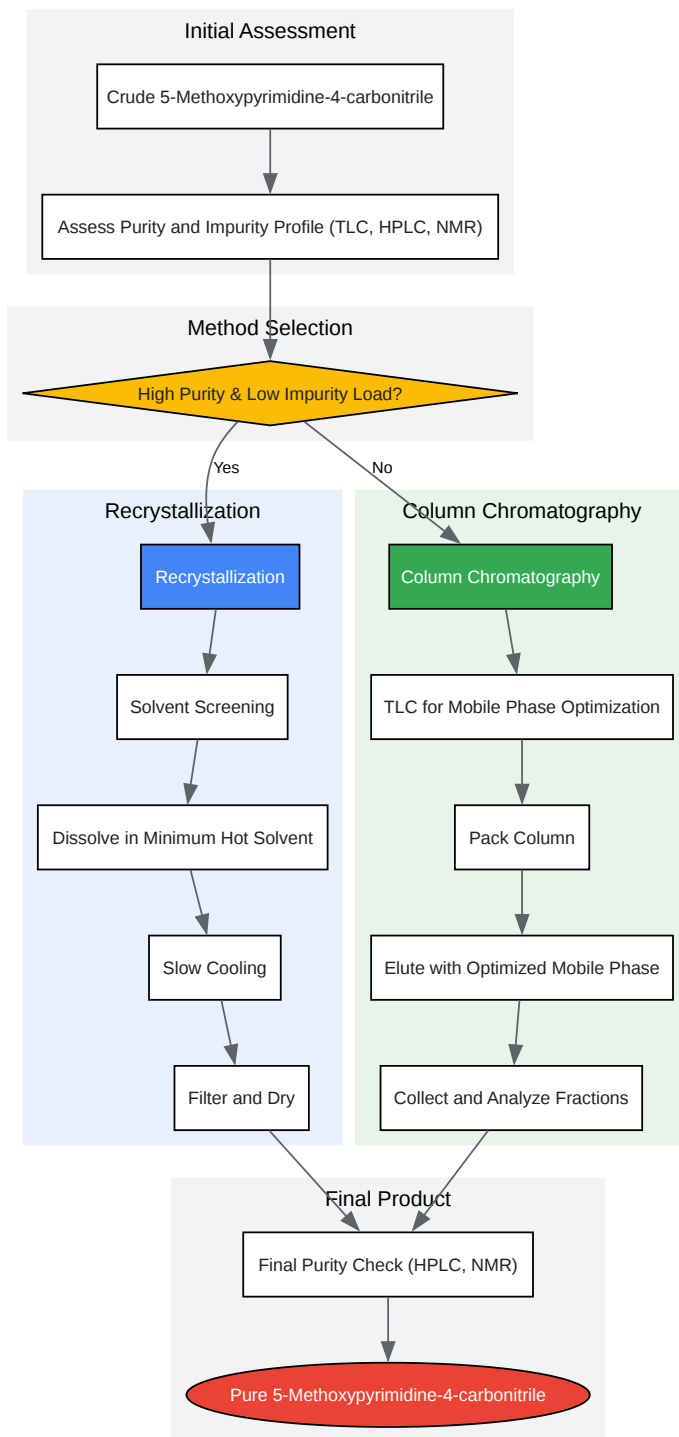 Initial Assessment
Crude 5-Methoxypyrimidine-4-carbonitrile
Assess Purity and Impurity Profile (TLC, HPLC, NMR)
Method Selection
High Purity & Low Impurity Load?
Yes
No
Recrystallization
Recrystallization
Solvent Screening
Dissolve in Minimum Hot Solvent
Slow Cooling
Filter and Dry
Column Chromatography
Column Chromatography
TLC for Mobile Phase Optimization
Pack Column
Elute with Optimized Mobile Phase
Collect and Analyze Fractions
Final Product
Final Purity Check (HPLC, NMR)
Pure 5-Methoxypyrimidine-4-carbonitrile